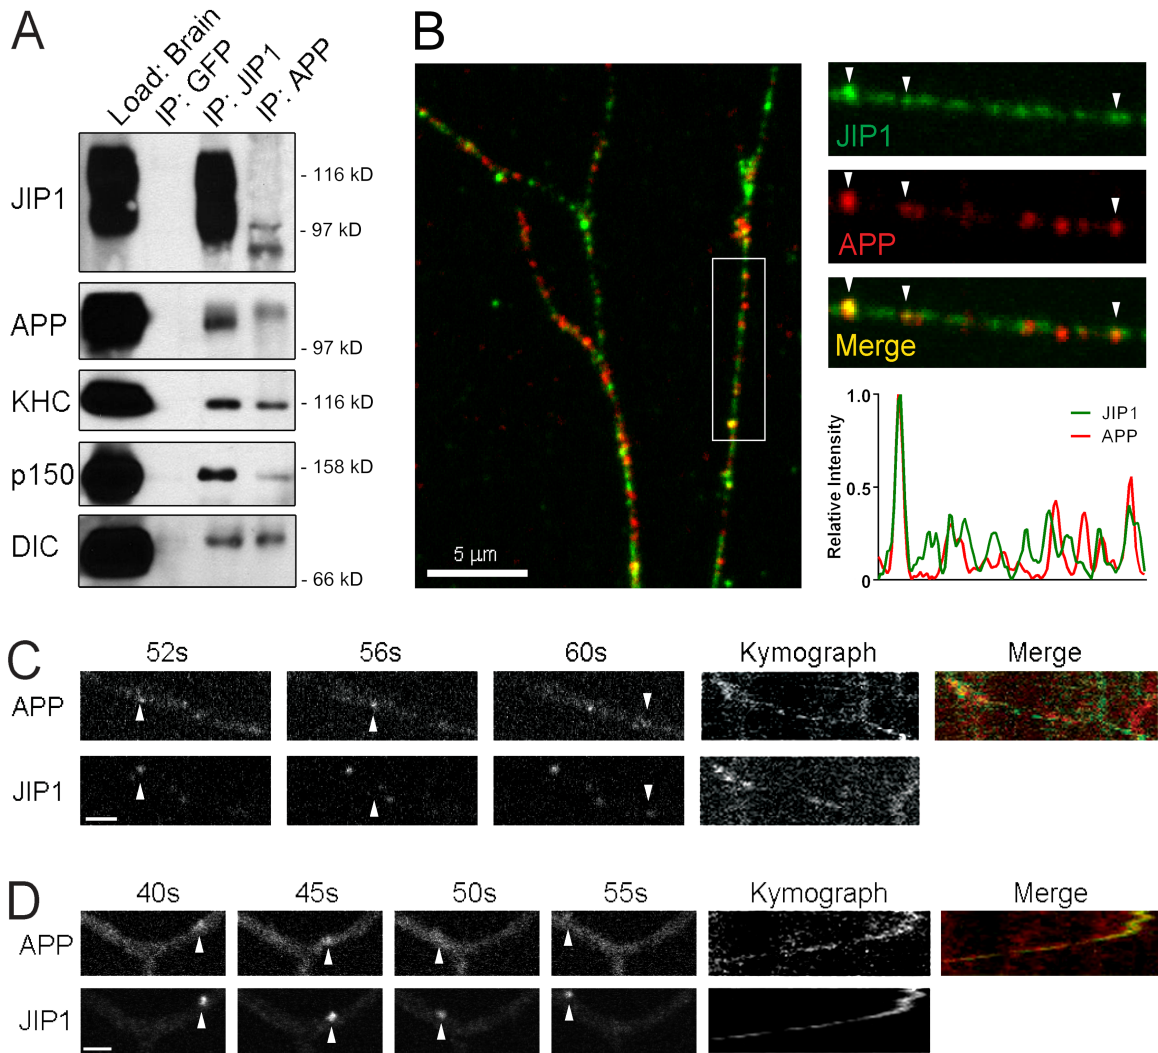 A
Load: Brain
IP: GFP
IP: JIP1
IP: APP
JIP1
- 116 kD
- 97 kD
APP
- 97 kD
KHC
- 116 kD
p150
- 158 kD
DIC
- 66 kD
B
5 µm
JIP1
APP
Merge
1.0
0.5
0
Relative Intensity
JIP1
APP
C
52s
56s
60s
Kymograph
Merge
APP
JIP1
D
40s
45s
50s
55s
Kymograph
Merge
APP
JIP1